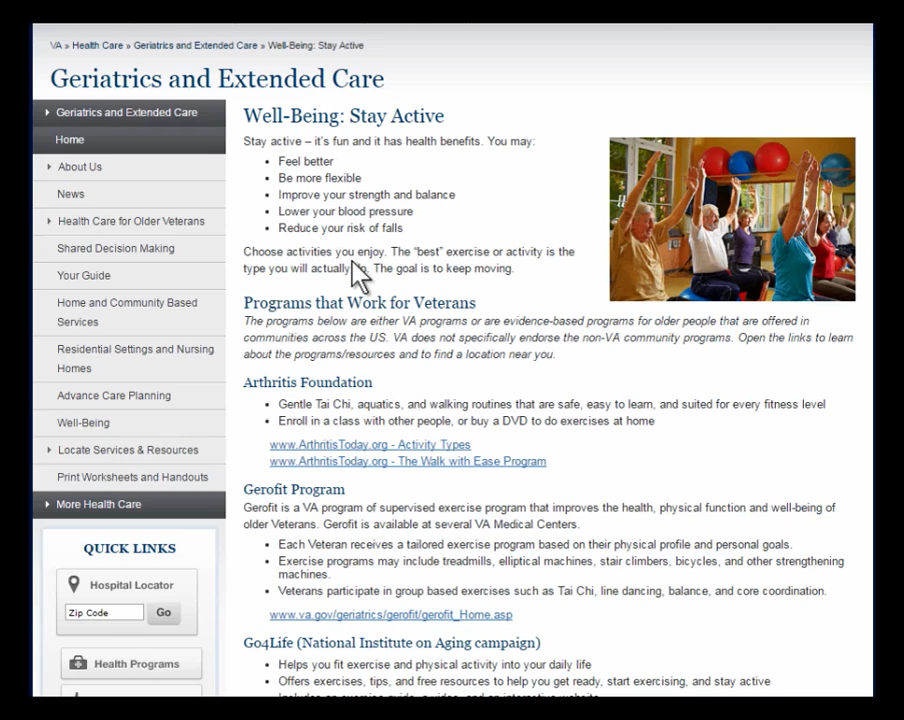 VA » Health Care » Geriatrics and Extended Care » Well-Being: Stay Active
Geriatrics and Extended Care
Geriatrics and Extended Care
Home
About Us
News
Health Care for Older Veterans
Shared Decision Making
Your Guide
Home and Community Based
Services
Residential Settings and Nursing
Homes
Advance Care Planning
Well-Being
Locate Services & Resources
Print Worksheets and Handouts
More Health Care
QUICK LINKS
Hospital Locator
Zip Code
Go
Health Programs
Well-Being: Stay Active
Stay active – it's fun and it has health benefits. You may:
• Feel better
• Be more flexible
• Improve your strength and balance
• Lower your blood pressure
• Reduce your risk of falls
Choose activities you enjoy. The “best” exercise or activity is the
type you will actually The goal is to keep moving.
Programs that Work for Veterans
The programs below are either VA programs or are evidence-based programs for older people that are offered in
communities across the US. VA does not specifically endorse the non-VA community programs. Open the links to learn
about the programs/resources and to find a location near you.
Arthritis Foundation
• Gentle Tai Chi, aquatics, and walking routines that are safe, easy to learn, and suited for every fitness level
• Enroll in a class with other people, or buy a DVD to do exercises at home
www.ArthritisToday.org - Activity Types
www.ArthritisToday.org - The Walk with Ease Program
Gerofit Program
Gerofit is a VA program of supervised exercise program that improves the health, physical function and well-being of
older Veterans. Gerofit is available at several VA Medical Centers.
• Each Veteran receives a tailored exercise program based on their physical profile and personal goals.
• Exercise programs may include treadmills, elliptical machines, stair climbers, bicycles, and other strengthening
machines.
• Veterans participate in group based exercises such as Tai Chi, line dancing, balance, and core coordination.
www.va.gov/geriatrics/gerofit/gerofit_Home.asp
Go4Life (National Institute on Aging campaign)
• Helps you fit exercise and physical activity into your daily life
• Offers exercises, tips, and free resources to help you get ready, start exercising, and stay active